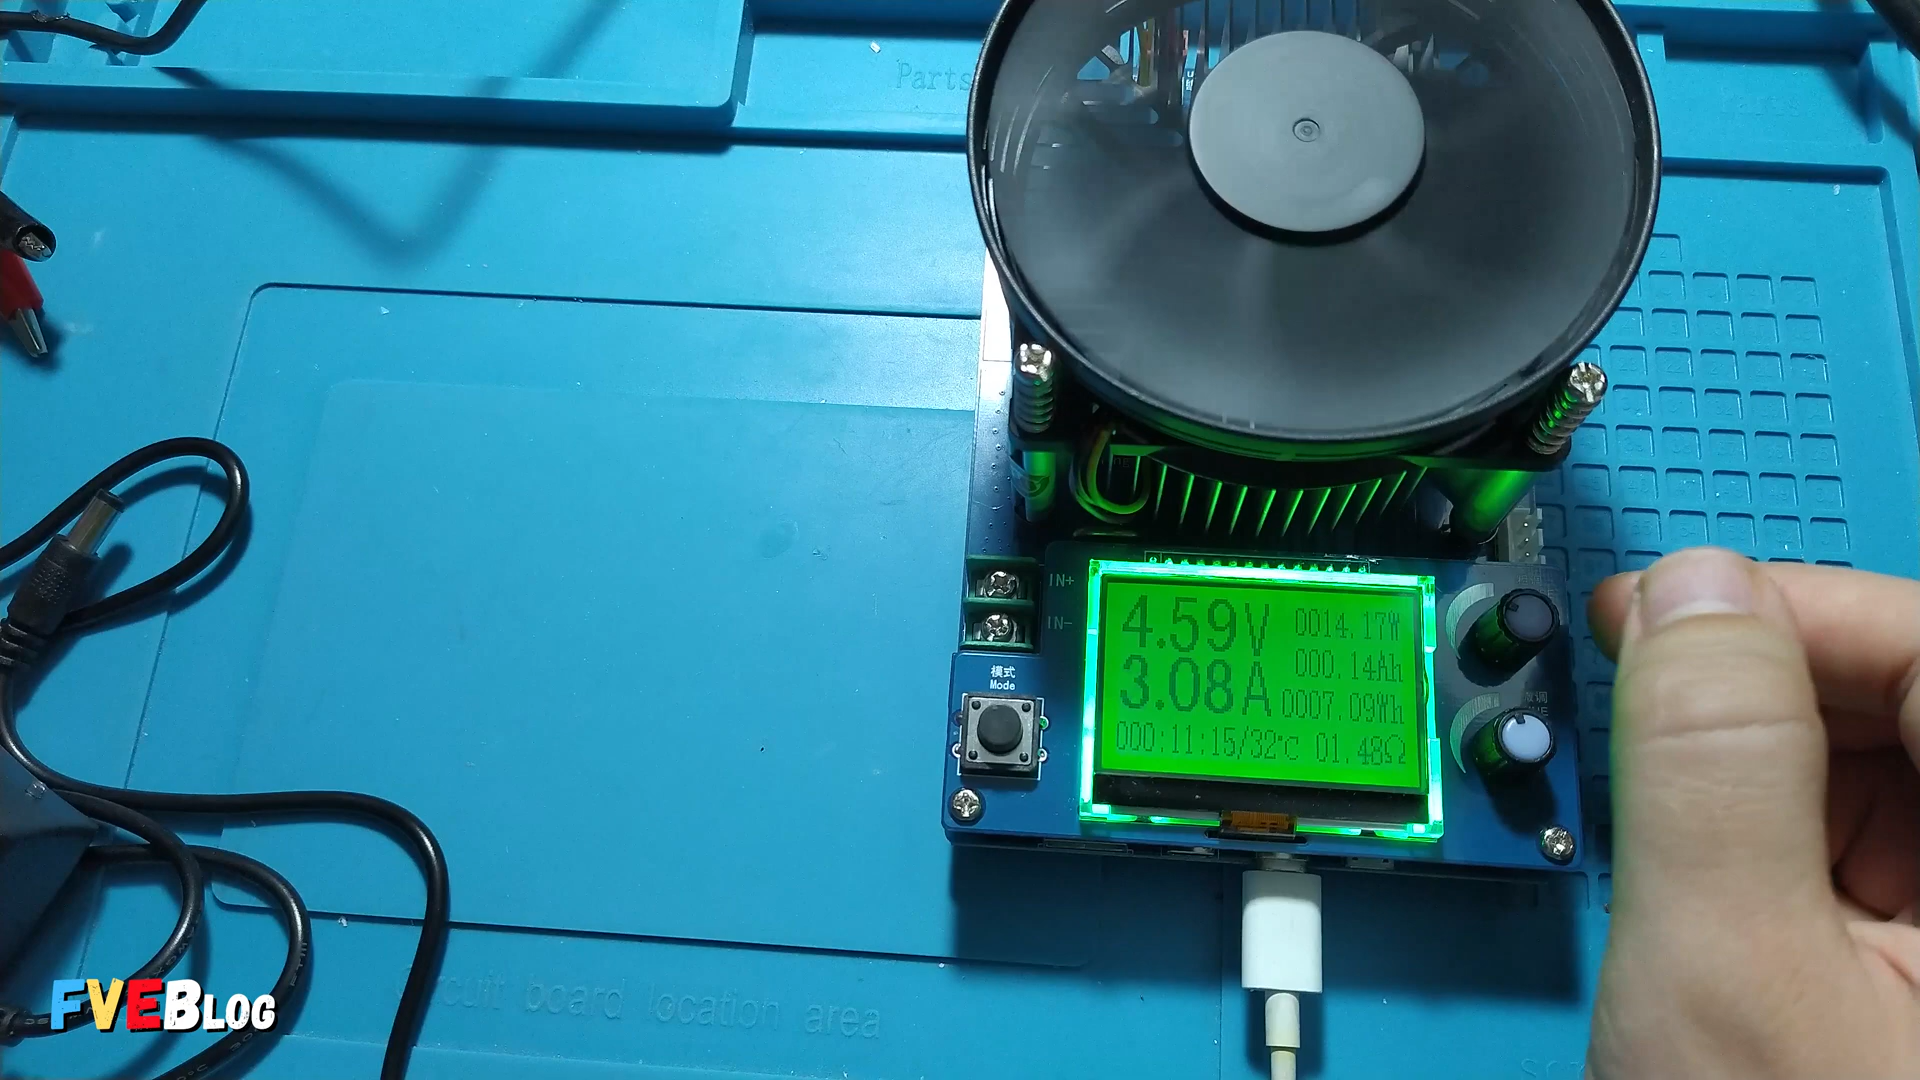 Parts
IN+
IN-
模式
Mode
4.59V
3.08A
0014.17W
000.14Ah
0007.09Wh
000:11:15/32℃ 01.48Ω
Circuit board location area
FVEBLOG